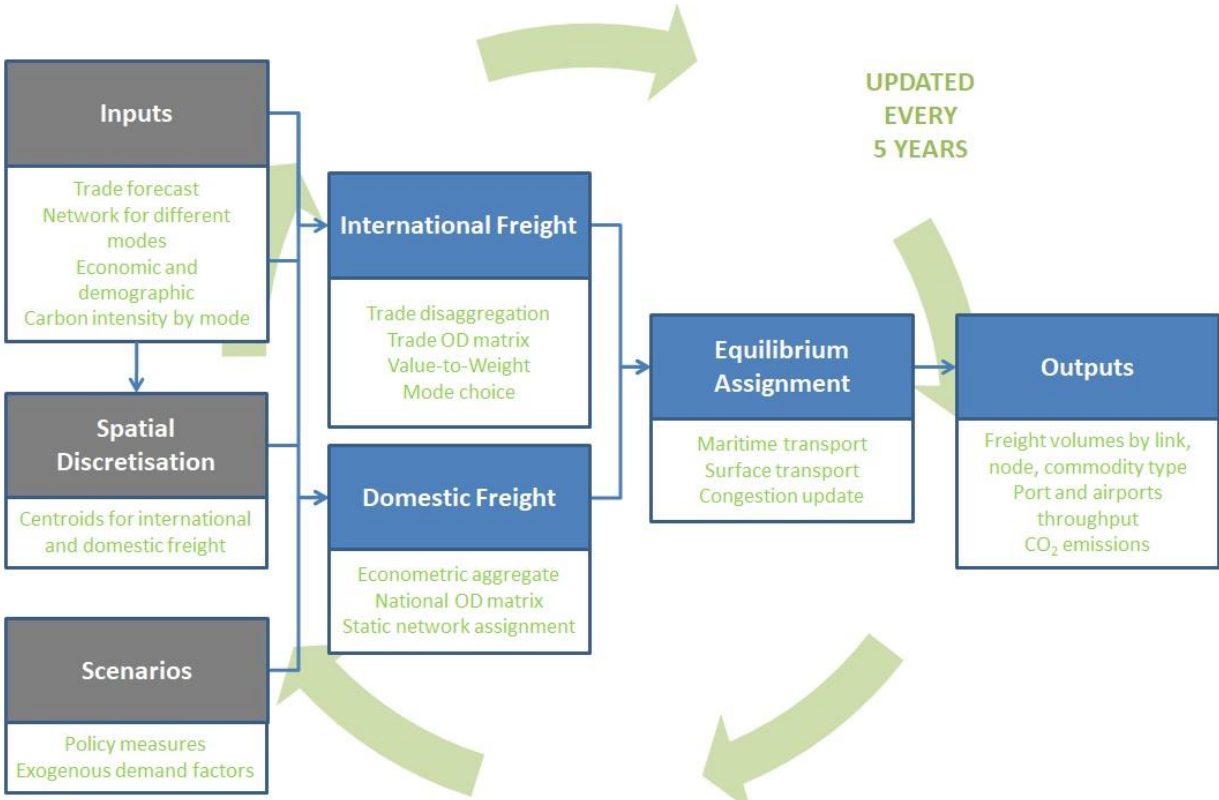 UPDATED
EVERY
5 YEARS
Inputs
Trade forecast
Network for different
modes
Economic and
demographic
Carbon intensity by mode
Spatial
Discretisation
Centroids for international
and domestic freight
Scenarios
Policy measures
Exogenous demand factors
International Freight
Trade disaggregation
Trade OD matrix
Value-to-Weight
Mode choice
Domestic Freight
Econometric aggregate
National OD matrix
Static network assignment
Equilibrium
Assignment
Maritime transport
Surface transport
Congestion update
Outputs
Freight volumes by link,
node, commodity type
Port and airports
throughput
CO₂ emissions